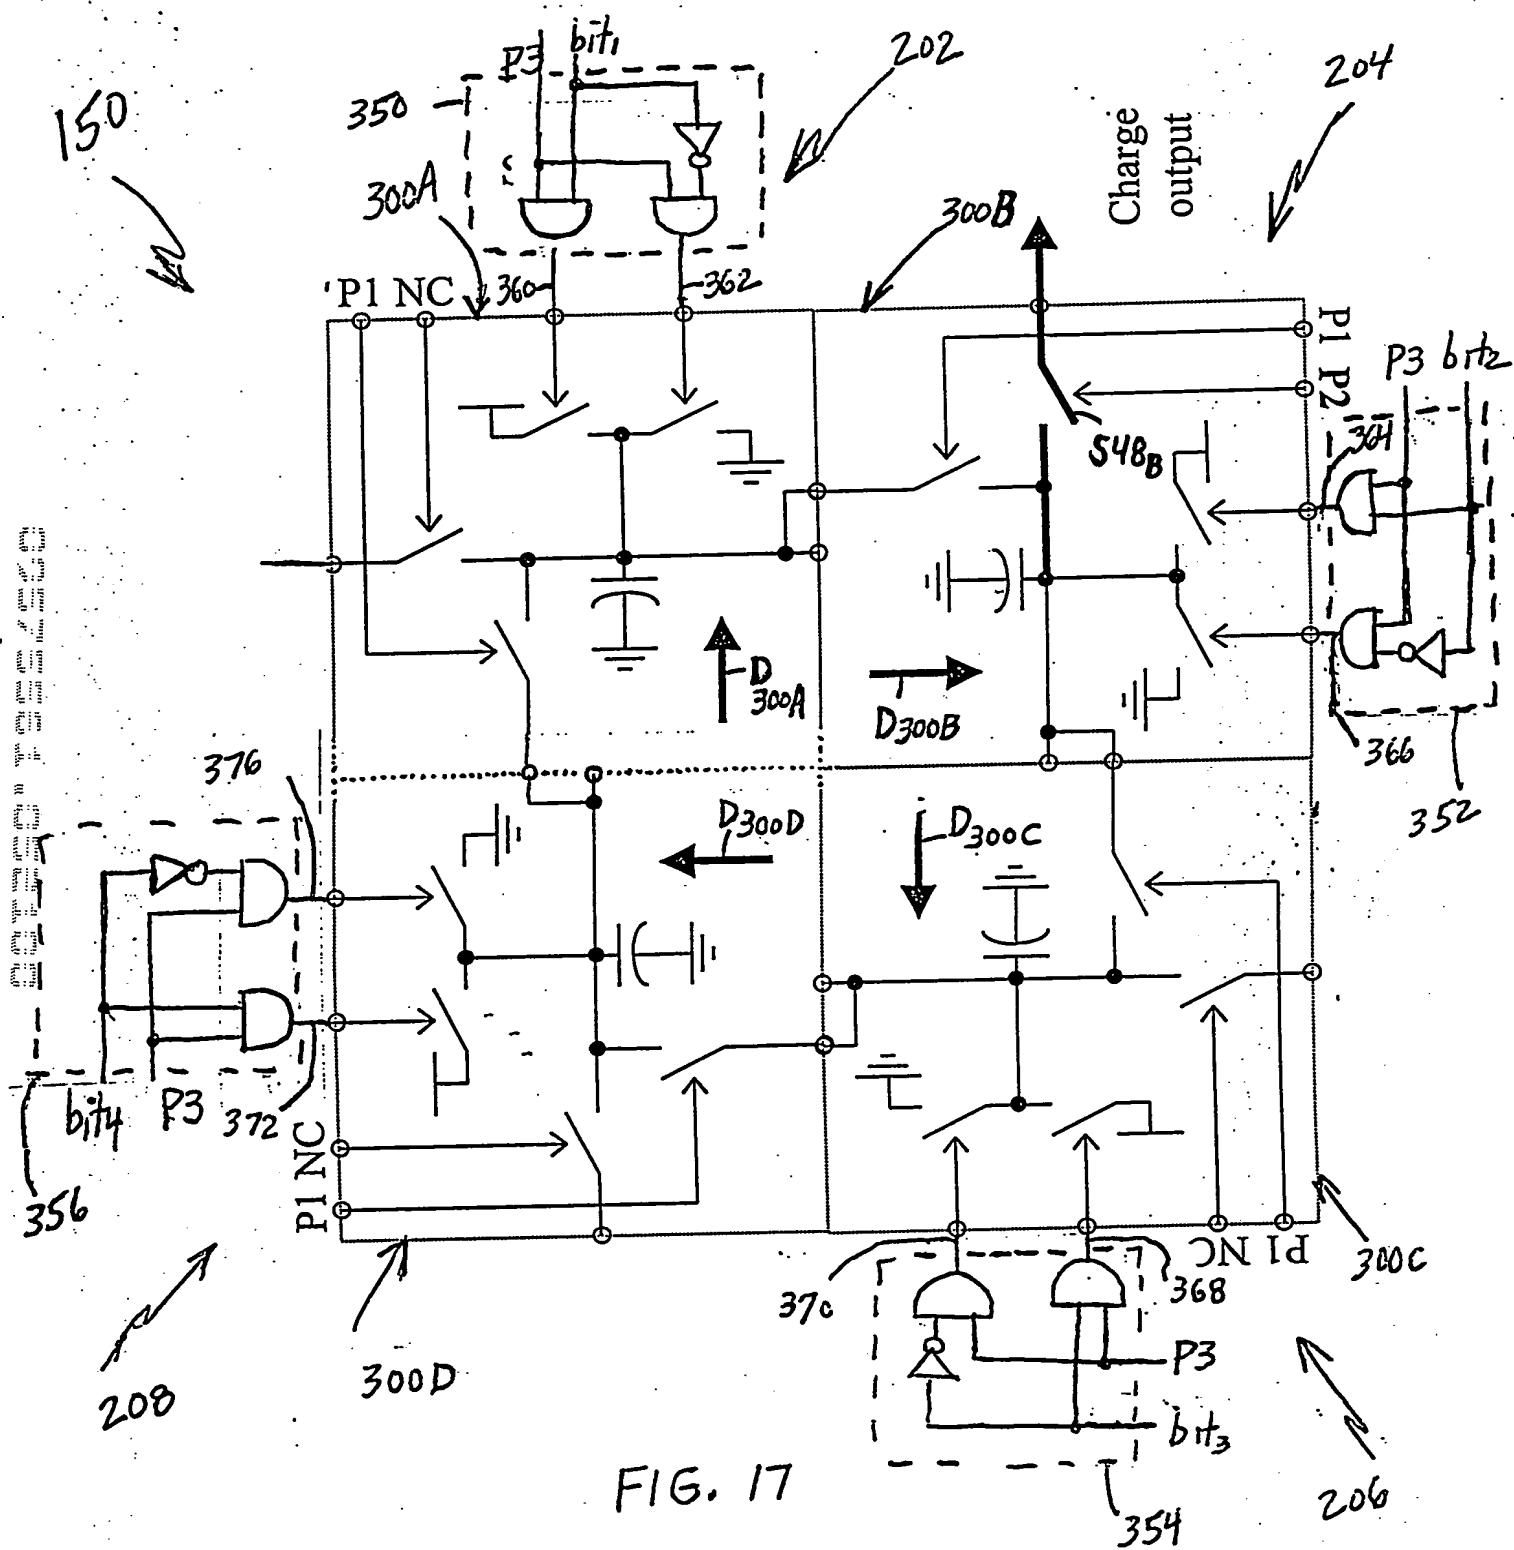 150
P3 bit1
350
202
204
Charge
output
300A
300B
P1 NC
360
362
P1
P2
P3 bit2
364
548B
D300A
D300B
366
352
376
D300D
D300C
bit4 P3
372
P1 NC
356
P1 NC
300C
370
368
208
300D
P3
bit3
354
206
FIG. 17